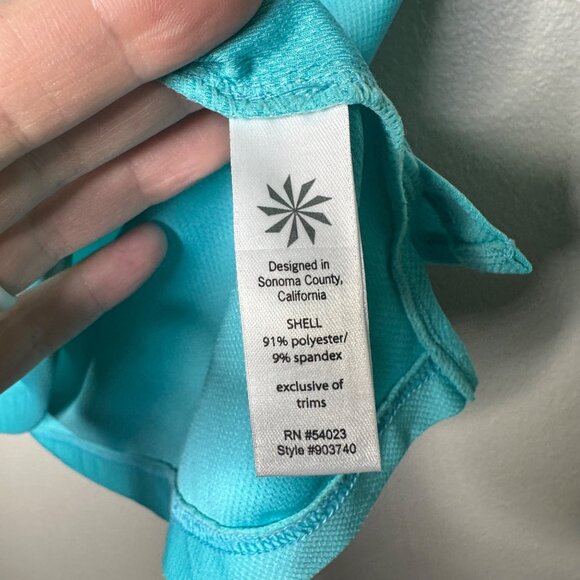 Designed in
Sonoma County,
California
SHELL
91% polyester/
9% spandex
exclusive of
trims
RN #54023
Style #903740